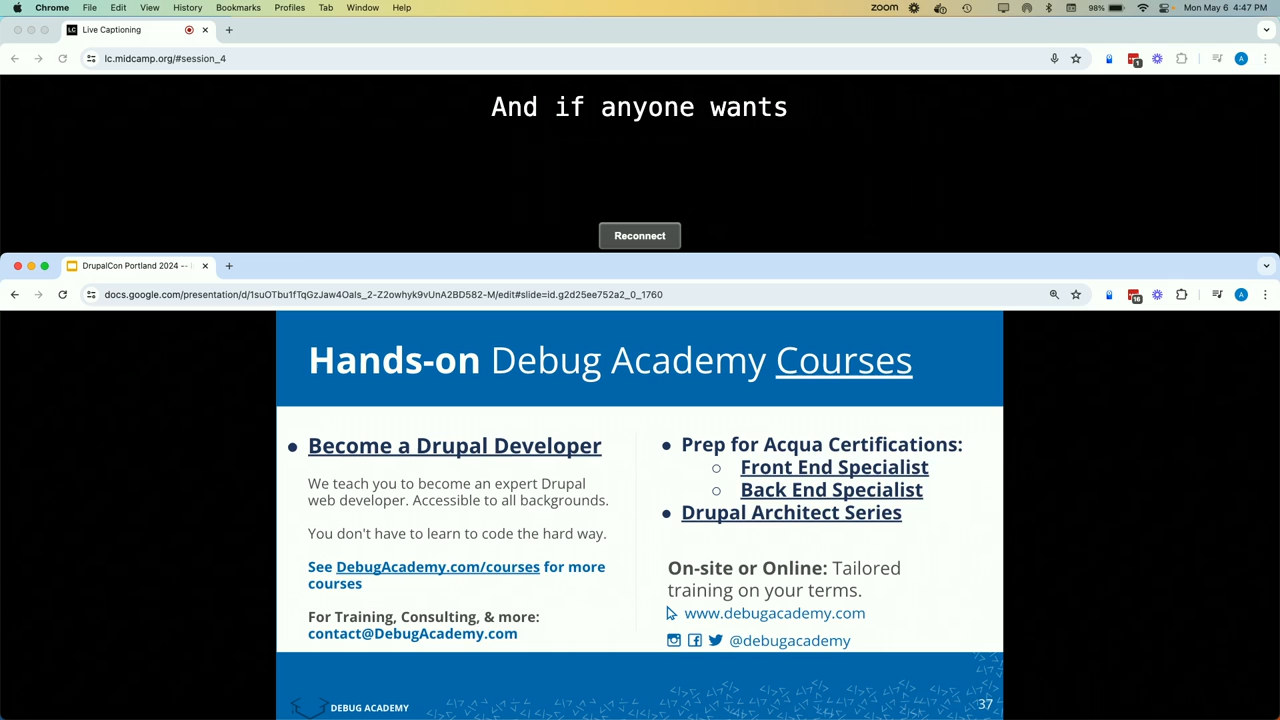 Chrome File Edit View History Bookmarks Profiles Tab Window Help zoom 98% Mon May 6 4:47 PM
LC Live Captioning
lc.midcamp.org/#session_4 1 A
And if anyone wants
Reconnect
DrupalCon Portland 2024 --
docs.google.com/presentation/d/1suOTbu1fTqGzJaw4OaIs_2-Z2owhyk9vUnA2BD582-M/edit#slide=id.g2d25ee752a2_0_1760 16 A
Hands-on Debug Academy Courses
Become a Drupal Developer
We teach you to become an expert Drupal
web developer. Accessible to all backgrounds.
You don't have to learn to code the hard way.
See DebugAcademy.com/courses for more
courses
For Training, Consulting, & more:
contact@DebugAcademy.com
Prep for Acqua Certifications:
Front End Specialist
Back End Specialist
Drupal Architect Series
On-site or Online: Tailored
training on your terms.
www.debugacademy.com
@debugacademy
DEBUG ACADEMY
37